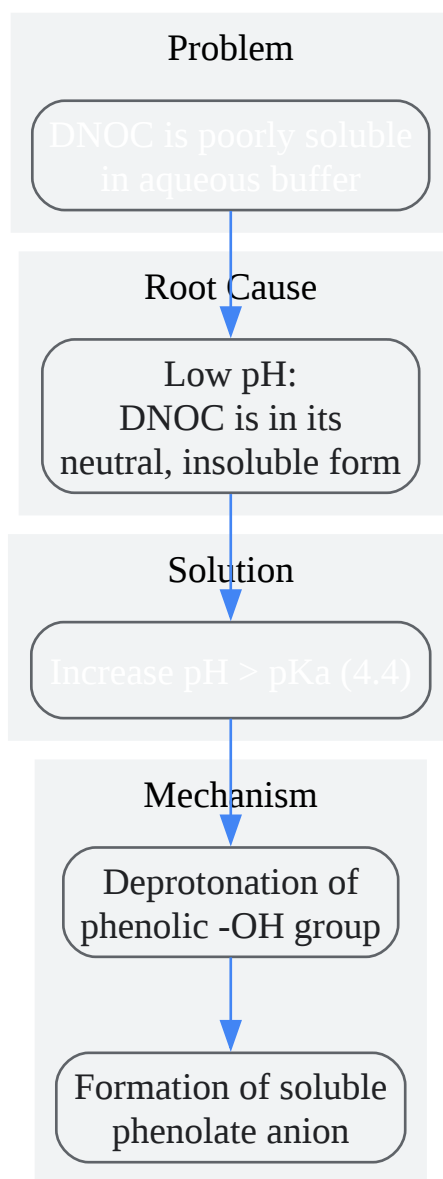 Problem
DNOC is poorly soluble
in aqueous buffer
Root Cause
Low pH:
DNOC is in its
neutral, insoluble form
Solution
Increase pH > pKa (4.4)
Mechanism
Deprotonation of
phenolic -OH group
Formation of soluble
phenolate anion